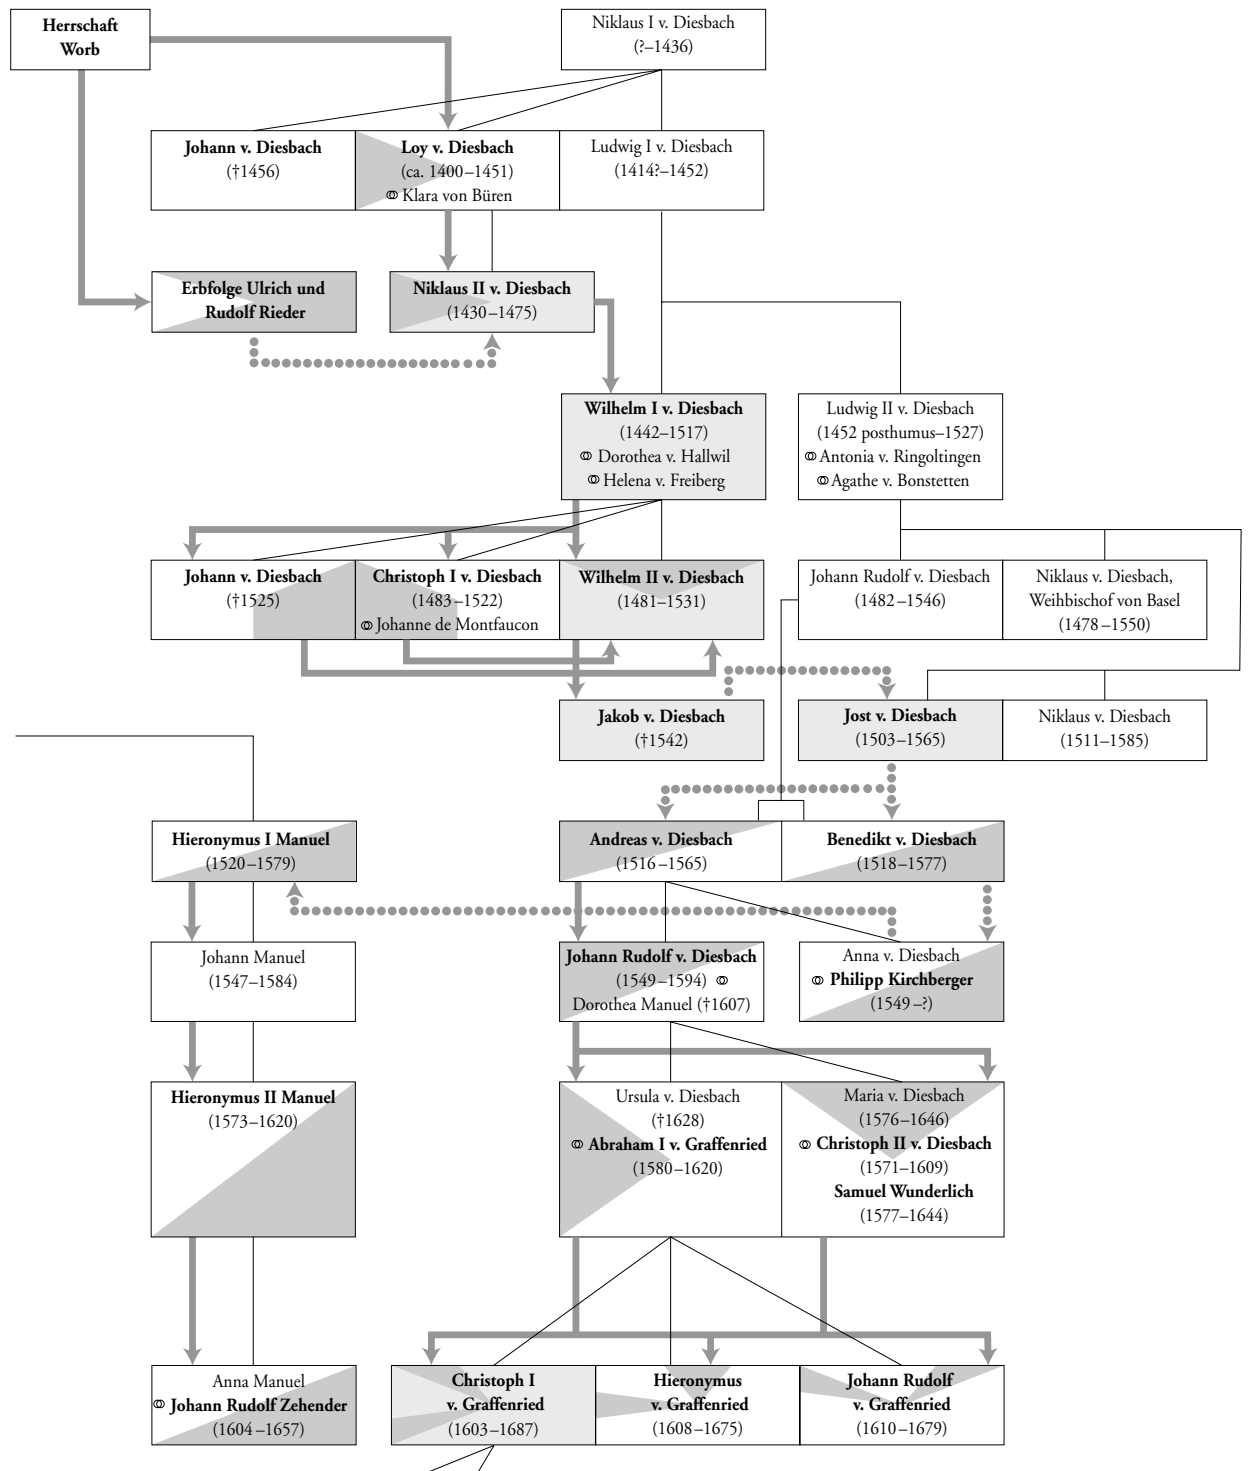 Herrschaft
Worb
Niklaus I v. Diesbach
(?–1436)
Johann v. Diesbach
(†1456)
Loy v. Diesbach
(ca. 1400–1451)
⚭ Klara von Büren
Ludwig I v. Diesbach
(1414?–1452)
Erbfolge Ulrich und
Rudolf Rieder
Niklaus II v. Diesbach
(1430–1475)
Wilhelm I v. Diesbach
(1442–1517)
⚭ Dorothea v. Hallwil
⚭ Helena v. Freiberg
Ludwig II v. Diesbach
(1452 posthumus–1527)
⚭ Antonia v. Ringoltingen
⚭ Agathe v. Bonstetten
Johann v. Diesbach
(†1525)
Christoph I v. Diesbach
(1483–1522)
⚭ Johanne de Montfaucon
Wilhelm II v. Diesbach
(1481–1531)
Johann Rudolf v. Diesbach
(1482–1546)
Niklaus v. Diesbach,
Weihbischof von Basel
(1478–1550)
Jakob v. Diesbach
(†1542)
Jost v. Diesbach
(1503–1565)
Niklaus v. Diesbach
(1511–1585)
Hieronymus I Manuel
(1520–1579)
Andreas v. Diesbach
(1516–1565)
Benedikt v. Diesbach
(1518–1577)
Johann Manuel
(1547–1584)
Johann Rudolf v. Diesbach
(1549–1594) ⚭
Dorothea Manuel (†1607)
Anna v. Diesbach
⚭ Philipp Kirchberger
(1549–?)
Hieronymus II Manuel
(1573–1620)
Ursula v. Diesbach
(†1628)
⚭ Abraham I v. Graffenried
(1580–1620)
Maria v. Diesbach
(1576–1646)
⚭ Christoph II v. Diesbach
(1571–1609)
Samuel Wunderlich
(1577–1644)
Anna Manuel
⚭ Johann Rudolf Zehender
(1604–1657)
Christoph I
v. Graffenried
(1603–1687)
Hieronymus
v. Graffenried
(1608–1675)
Johann Rudolf
v. Graffenried
(1610–1679)